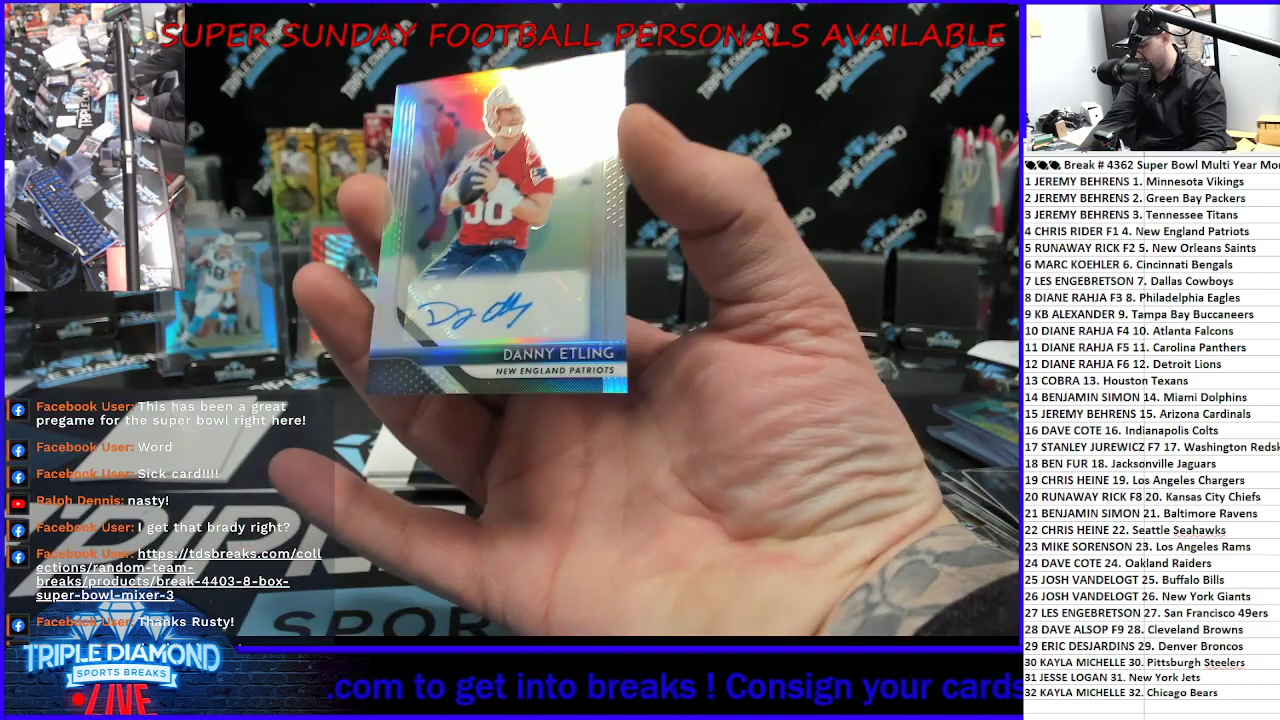 SUPER SUNDAY FOOTBALL PERSONALS AVAILABLE
DANNY ETLING
NEW ENGLAND PATRIOTS
Facebook User: This has been a great
pregame for the super bowl right here!
Facebook User: Word
Facebook User: Sick card!!!!
Ralph Dennis: nasty!
Facebook User: I get that brady right?
Facebook User: https://tdsbreaks.com/coll
ections/random-team-
breaks/products/break-4403-8-box-
super-bowl-mixer-3
Facebook User: Thanks Rusty!
TRIPLE DIAMOND
SPORTS BREAKS
LIVE
.com to get into breaks ! Consign your cards
Break # 4362 Super Bowl Multi Year
1 JEREMY BEHRENS 1. Minnesota Vikings
2 JEREMY BEHRENS 2. Green Bay Packers
3 JEREMY BEHRENS 3. Tennessee Titans
4 CHRIS RIDER F1 4. New England Patriots
5 RUNAWAY RICK F2 5. New Orleans Saints
6 MARC KOEHLER 6. Cincinnati Bengals
7 LES ENGEBRETSON 7. Dallas Cowboys
8 DIANE RAHJA F3 8. Philadelphia Eagles
9 KB ALEXANDER 9. Tampa Bay Buccaneers
10 DIANE RAHJA F4 10. Atlanta Falcons
11 DIANE RAHJA F5 11. Carolina Panthers
12 DIANE RAHJA F6 12. Detroit Lions
13 COBRA 13. Houston Texans
14 BENJAMIN SIMON 14. Miami Dolphins
15 JEREMY BEHRENS 15. Arizona Cardinals
16 DAVE COTE 16. Indianapolis Colts
17 STANLEY JUREWICZ F7 17. Washington Redsk
18 BEN FUR 18. Jacksonville Jaguars
19 CHRIS HEINE 19. Los Angeles Chargers
20 RUNAWAY RICK F8 20. Kansas City Chiefs
21 BENJAMIN SIMON 21. Baltimore Ravens
22 CHRIS HEINE 22. Seattle Seahawks
23 MIKE SORENSON 23. Los Angeles Rams
24 DAVE COTE 24. Oakland Raiders
25 JOSH VANDELOGT 25. Buffalo Bills
26 JOSH VANDELOGT 26. New York Giants
27 LES ENGEBRETSON 27. San Francisco 49ers
28 DAVE ALSOP F9 28. Cleveland Browns
29 Denver Broncos
30 KAYLA MICHELLE Steelers
31 JESSE LOGAN 31. New York Jets
32 KAYLA MICHELLE 32. Chicago Bears